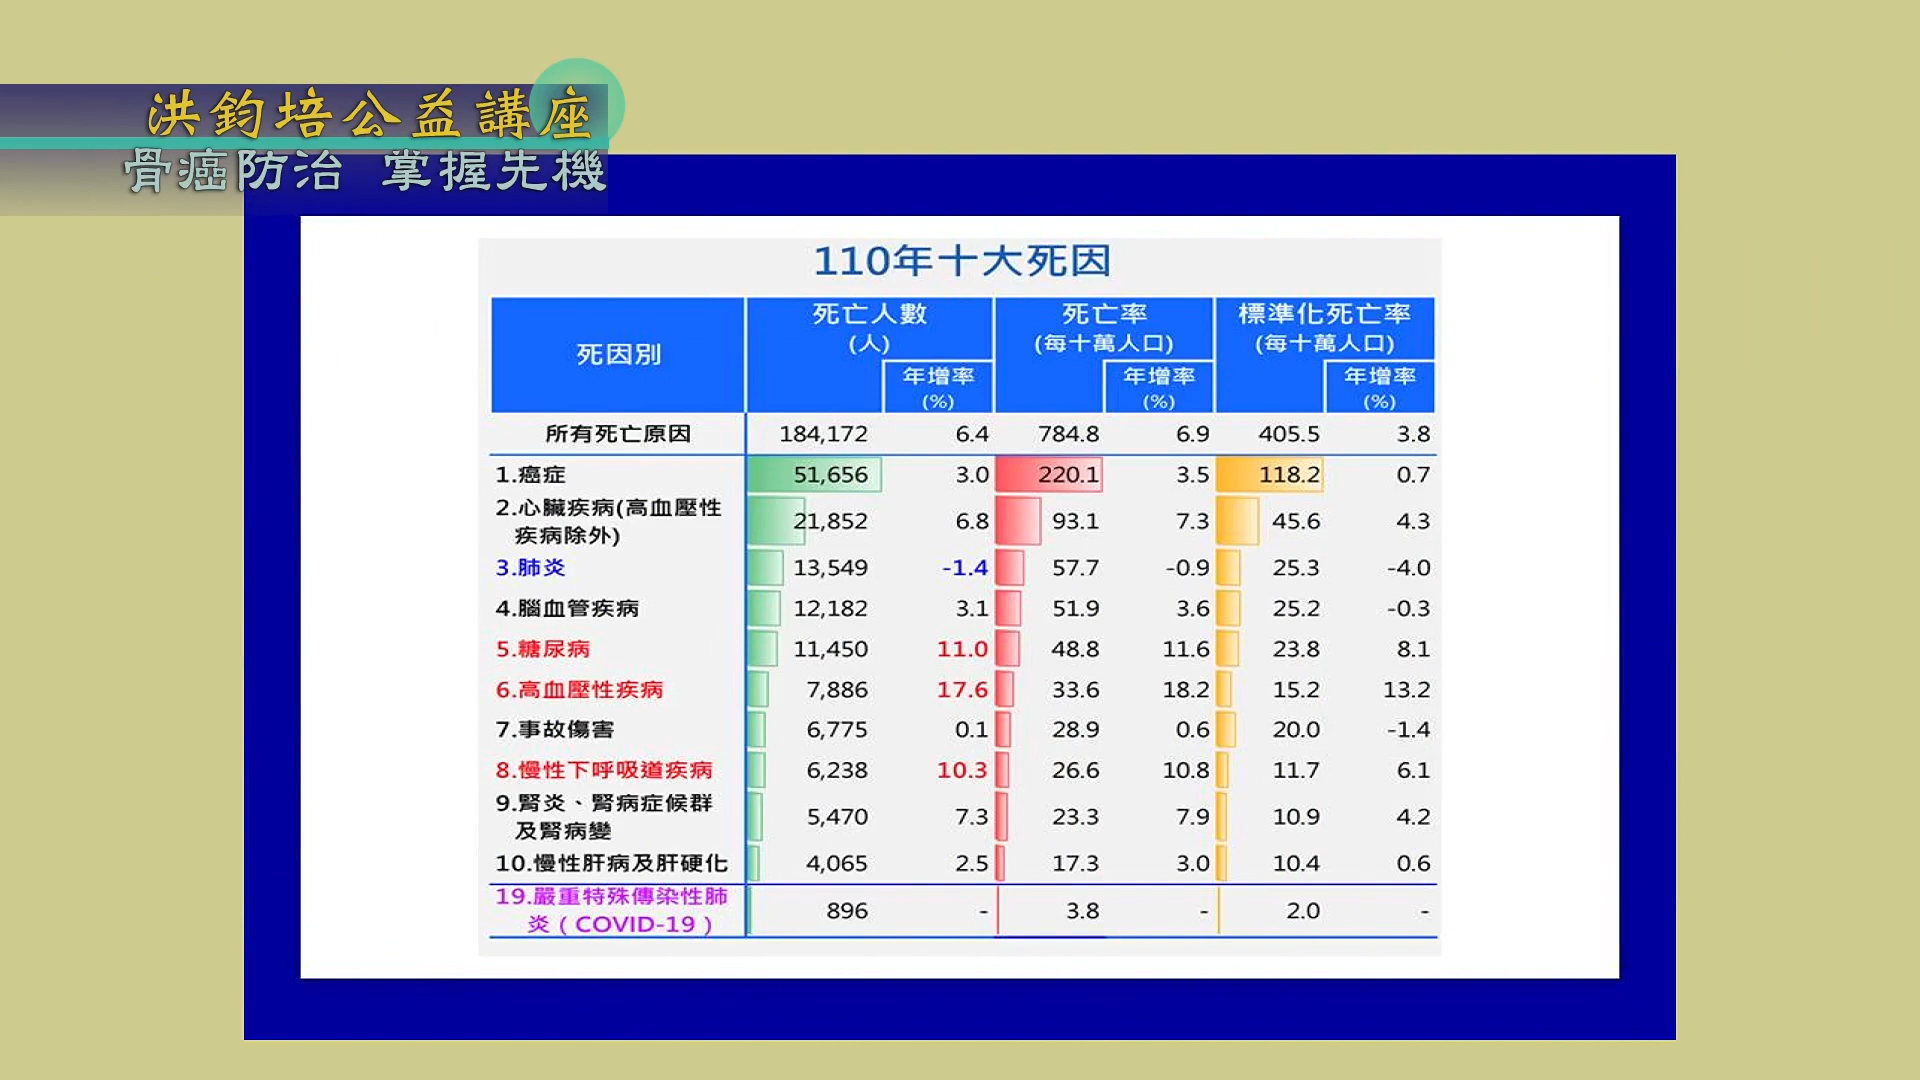 洪鈞培公益講座
骨癌防治 掌握先機
110年十大死因
死因別
死亡人數
(人)
年增率
(%)
死亡率
(每十萬人口)
年增率
(%)
標準化死亡率
(每十萬人口)
年增率
(%)
所有死亡原因 184,172 6.4 784.8 6.9 405.5 3.8
1.癌症 51,656 3.0 220.1 3.5 118.2 0.7
2.心臟疾病(高血壓性
疾病除外) 21,852 6.8 93.1 7.3 45.6 4.3
3.肺炎 13,549 -1.4 57.7 -0.9 25.3 -4.0
4.腦血管疾病 12,182 3.1 51.9 3.6 25.2 -0.3
5.糖尿病 11,450 11.0 48.8 11.6 23.8 8.1
6.高血壓性疾病 7,886 17.6 33.6 18.2 15.2 13.2
7.事故傷害 6,775 0.1 28.9 0.6 20.0 -1.4
8.慢性下呼吸道疾病 6,238 10.3 26.6 10.8 11.7 6.1
9.腎炎、腎病症候群
及腎病變 5,470 7.3 23.3 7.9 10.9 4.2
10.慢性肝病及肝硬化 4,065 2.5 17.3 3.0 10.4 0.6
19.嚴重特殊傳染性肺
炎(COVID-19) 896 - 3.8 - 2.0 -